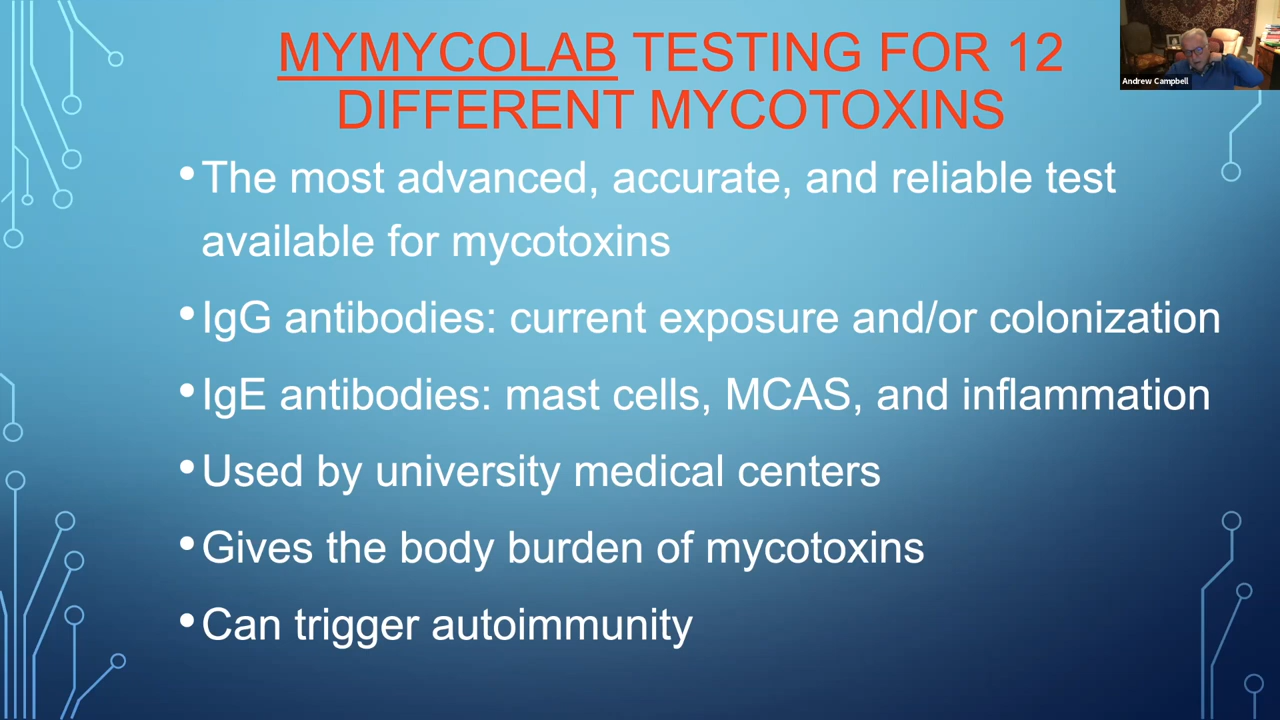 MYMYCOLAB TESTING FOR 12
DIFFERENT MYCOTOXINS
Andrew Campbell
•The most advanced, accurate, and reliable test
available for mycotoxins
•IgG antibodies: current exposure and/or colonization
•IgE antibodies: mast cells, MCAS, and inflammation
•Used by university medical centers
•Gives the body burden of mycotoxins
•Can trigger autoimmunity